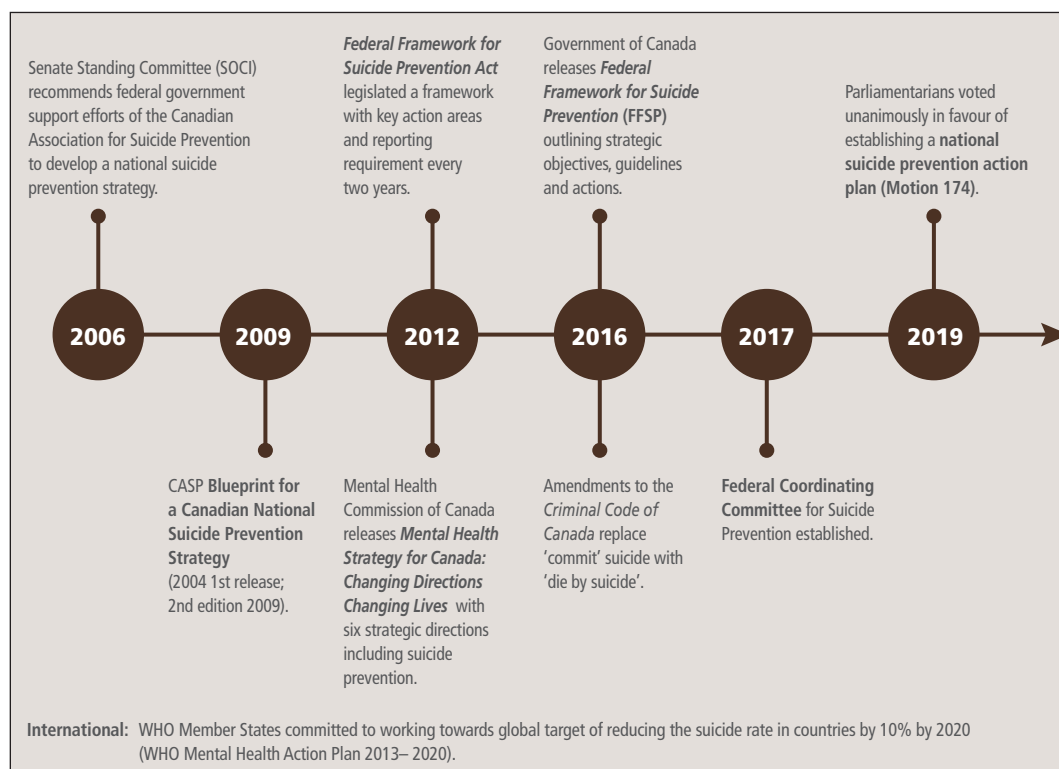 Senate Standing Committee (SOCI)
recommends federal government
support efforts of the Canadian
Association for Suicide Prevention
to develop a national suicide
prevention strategy.
Federal Framework for
Suicide Prevention Act
legislated a framework
with key action areas
and reporting
requirement every
two years.
Government of Canada
releases Federal
Framework for Suicide
Prevention (FFSP)
outlining strategic
objectives, guidelines
and actions.
Parliamentarians voted
unanimously in favour of
establishing a national
suicide prevention action
plan (Motion 174).
2006
2009
2012
2016
2017
2019
CASP Blueprint for
a Canadian National
Suicide Prevention
Strategy
(2004 1st release;
2nd edition 2009).
Mental Health
Commission of Canada
releases Mental Health
Strategy for Canada:
Changing Directions
Changing Lives with
six strategic directions
including suicide
prevention.
Amendments to the
Criminal Code of
Canada replace
‘commit’ suicide with
‘die by suicide’.
Federal Coordinating
Committee for Suicide
Prevention established.
International: WHO Member States committed to working towards global target of reducing the suicide rate in countries by 10% by 2020
(WHO Mental Health Action Plan 2013– 2020).